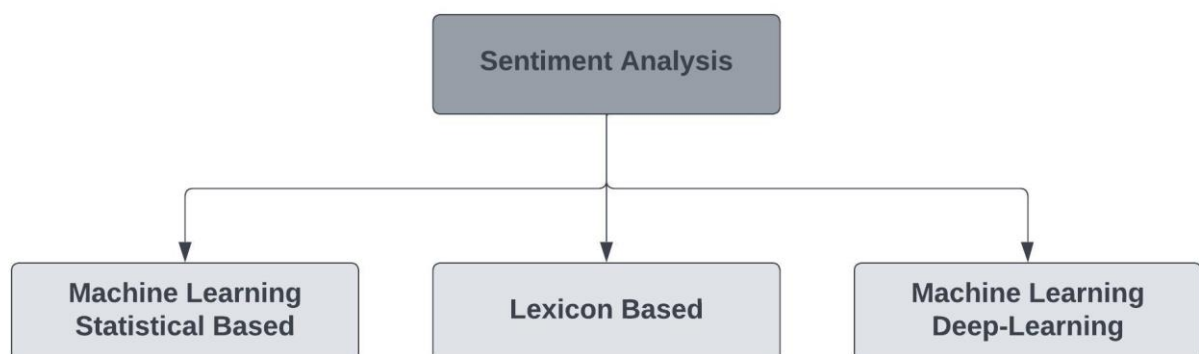 Sentiment Analysis
Machine Learning
Statistical Based
Lexicon Based
Machine Learning
Deep-Learning